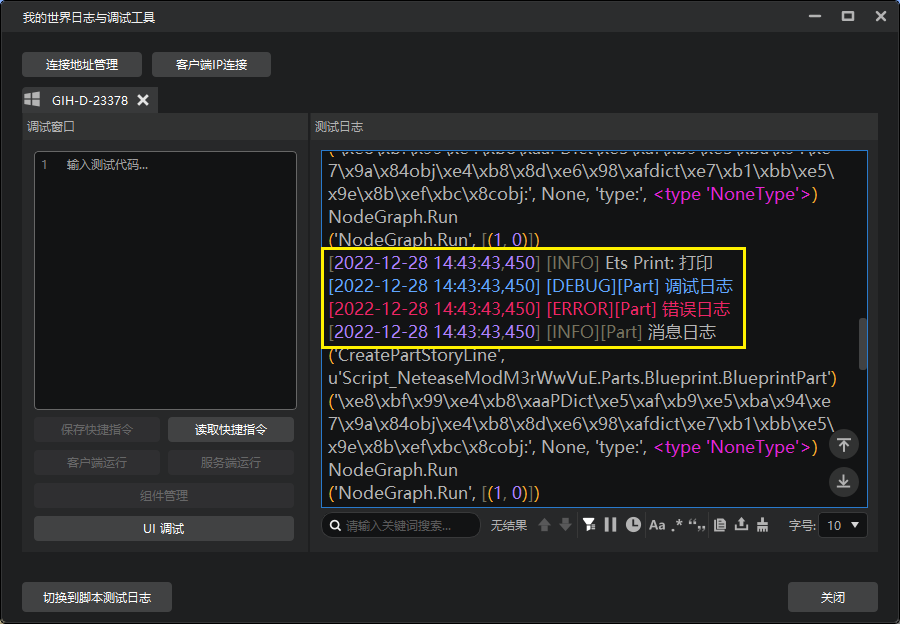 我的世界日志与调试工具
连接地址管理
客户端IP连接
GIH-D-23378
调试窗口
1 输入测试代码...
保存快捷指令
读取快捷指令
客户端运行
服务端运行
组件管理
UI 调试
测试日志
7\x9a\x84obj\xe4\xb8\x8d\xe6\x98\xafdict\xe7\xb1\xbb\xe5\
x9e\x8b\xef\xbc\x8cobj:', None, 'type:', <type 'NoneType'>)
NodeGraph.Run
('NodeGraph.Run', [(1, 0)])
[2022-12-28 14:43:43,450] [INFO] Ets Print: 打印
[2022-12-28 14:43:43,450] [DEBUG][Part] 调试日志
[2022-12-28 14:43:43,450] [ERROR][Part] 错误日志
[2022-12-28 14:43:43,450] [INFO][Part] 消息日志
('CreatePartStoryLine',
u'Script_NeteaseModM3rWwVuE.Parts.Blueprint.BlueprintPart')
('\xe8\xbf\x99\xe4\xb8\xaaPDict\xe5\xaf\xb9\xe5\xba\x94\xe
7\x9a\x84obj\xe4\xb8\x8d\xe6\x98\xafdict\xe7\xb1\xbb\xe5\
x9e\x8b\xef\xbc\x8cobj:', None, 'type:', <type 'NoneType'>)
NodeGraph.Run
('NodeGraph.Run', [(1, 0)])
请输入关键词搜索...
无结果
Aa .* “,,
字号: 10
切换到脚本测试日志
关闭